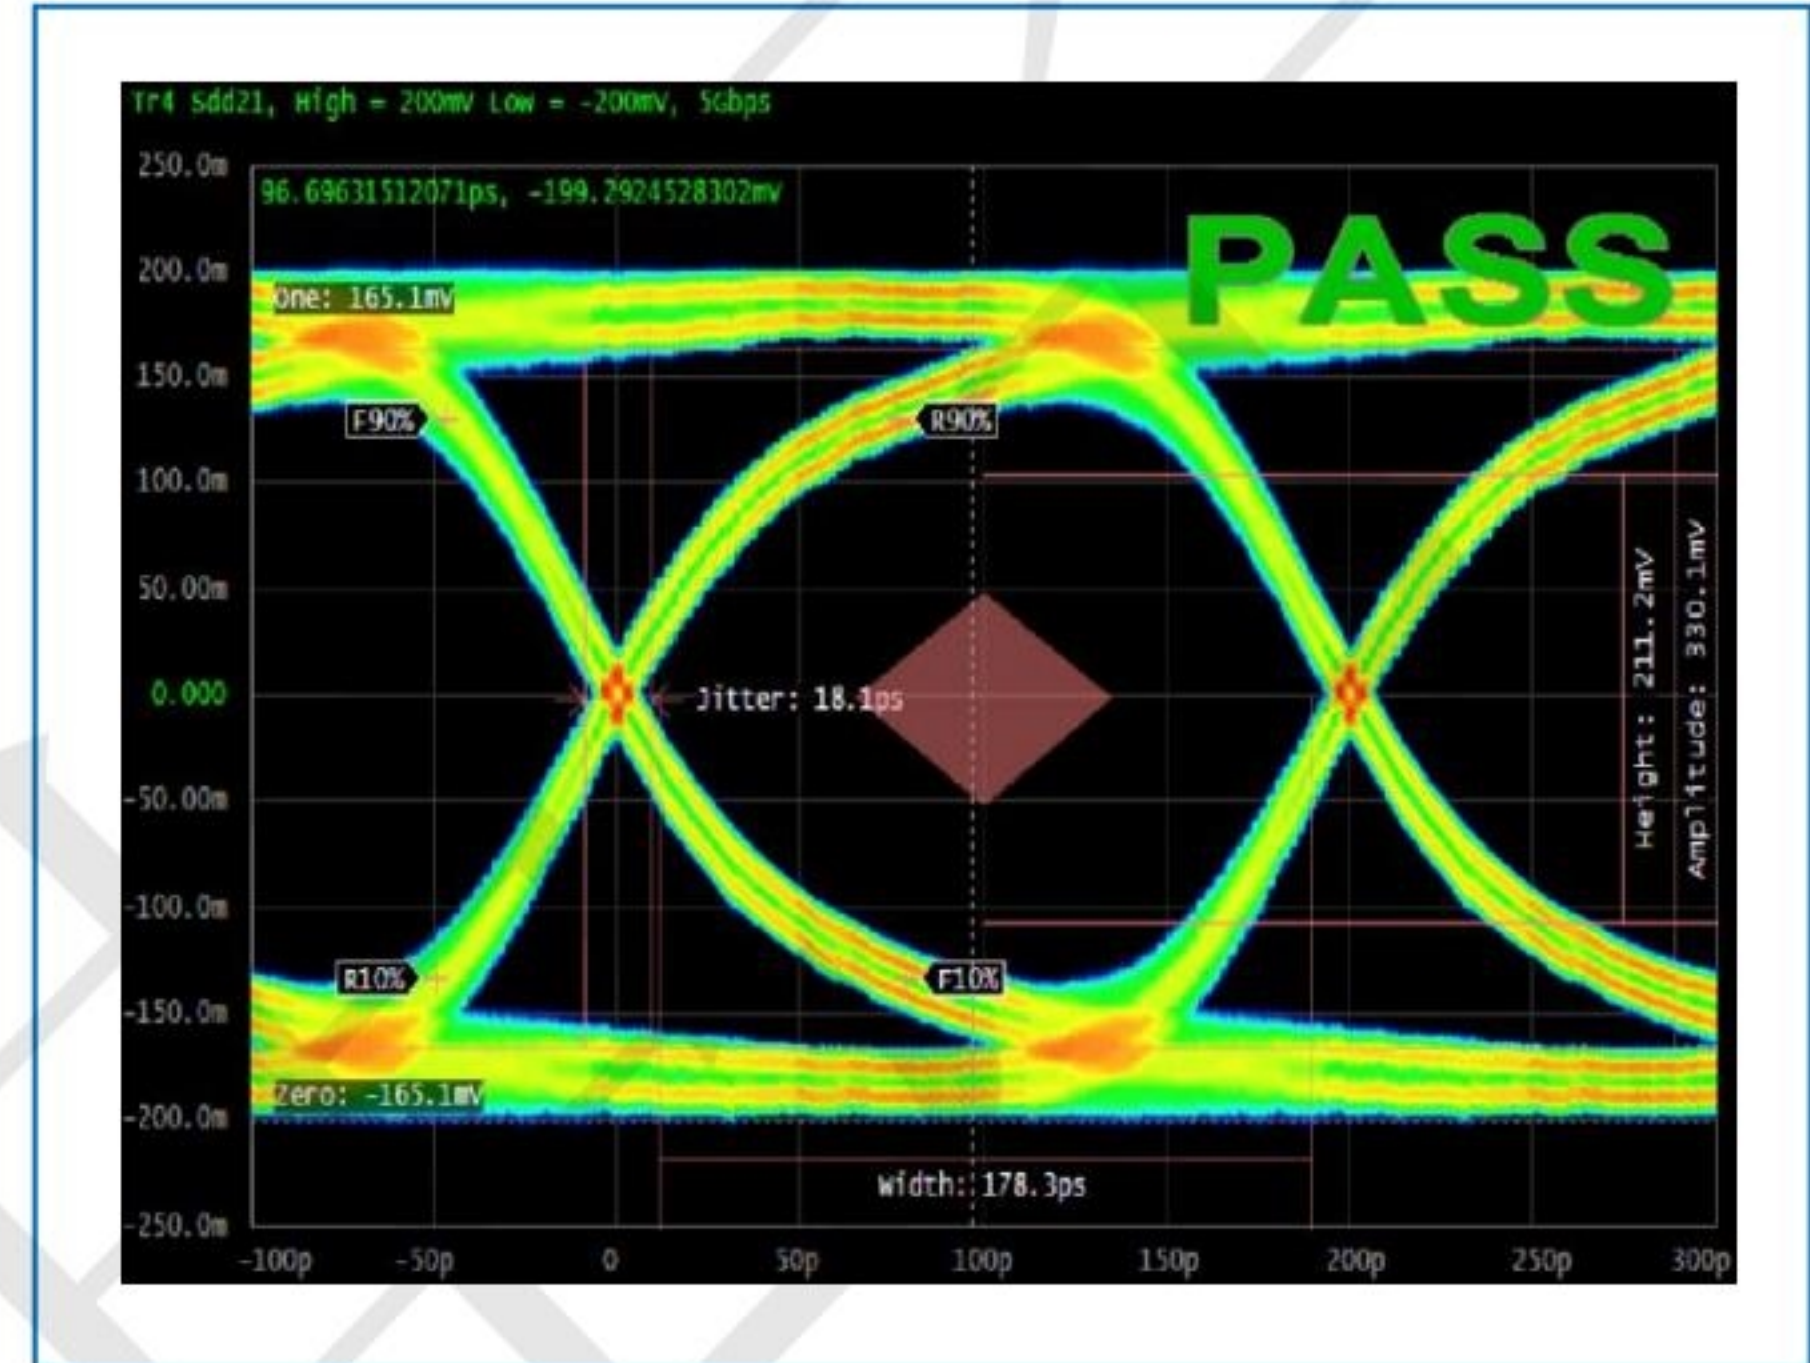 Tr4 Sdd21, High = 200mV Low = -200mV, 5Gbps
250.0m
96.69631512071ps, -199.2924528302mV
PASS
200.0m
One: 165.1mV
150.0m
F90%
R90%
100.0m
50.00m
0.000
Jitter: 18.1ps
Height: 211.2mV
Amplitude: 330.1mV
-50.00m
-100.0m
R10%
F10%
-150.0m
Zero: -165.1mV
-200.0m
Width: 178.3ps
-250.0m
-100p -50p 0 50p 100p 150p 200p 250p 300p